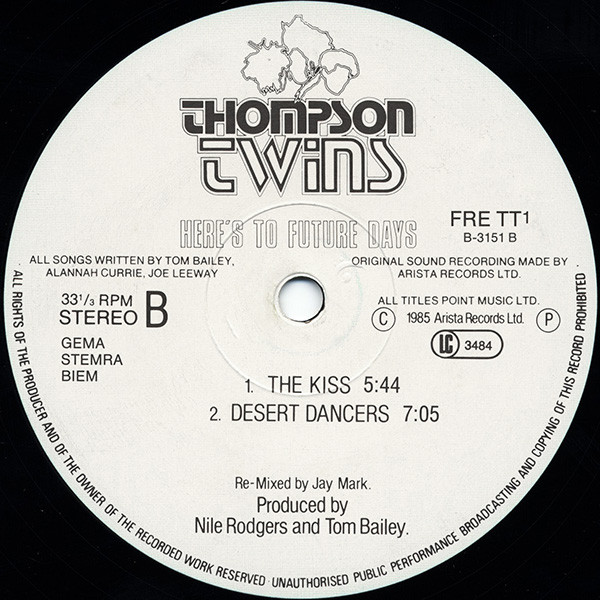 THOMPSON
TWINS
HERE'S TO FUTURE DAYS
FRE TT1
B-3151 B
ALL SONGS WRITTEN BY TOM BAILEY,
ALANNAH CURRIE, JOE LEEWAY
ORIGINAL SOUND RECORDING MADE BY
ARISTA RECORDS LTD.
33 1/3 RPM
STEREO B
GEMA
STEMRA
BIEM
ALL TITLES POINT MUSIC LTD.
Ⓒ 1985 Arista Records Ltd. Ⓟ
LC 3484
1. THE KISS 5:44
2. DESERT DANCERS 7:05
Re-Mixed by Jay Mark.
Produced by
Nile Rodgers and Tom Bailey.
ALL RIGHTS OF THE PRODUCER AND OF THE OWNER OF THE RECORDED WORK RESERVED · UNAUTHORISED PUBLIC PERFORMANCE BROADCASTING AND COPYING OF THIS RECORD PROHIBITED.